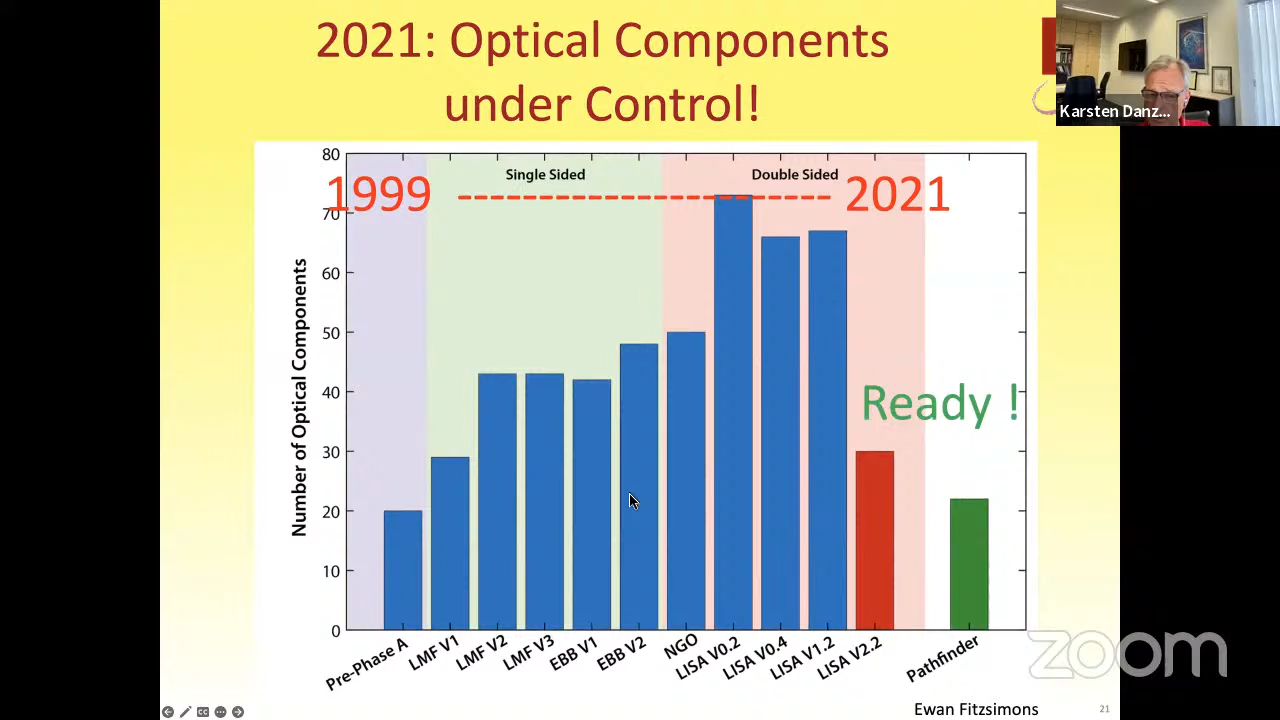 2021: Optical Components
under Control!
Karsten Danz...
80
70
60
50
40
30
20
10
0
Number of Optical Components
Single Sided
Double Sided
1999
2021
Ready !
Pre-Phase A
LMF V1
LMF V2
LMF V3
EBB V1
EBB V2
NGO
LISA V0.2
LISA V0.4
LISA V1.2
LISA V2.2
Pathfinder
zoom
Ewan Fitzsimons
21
CC